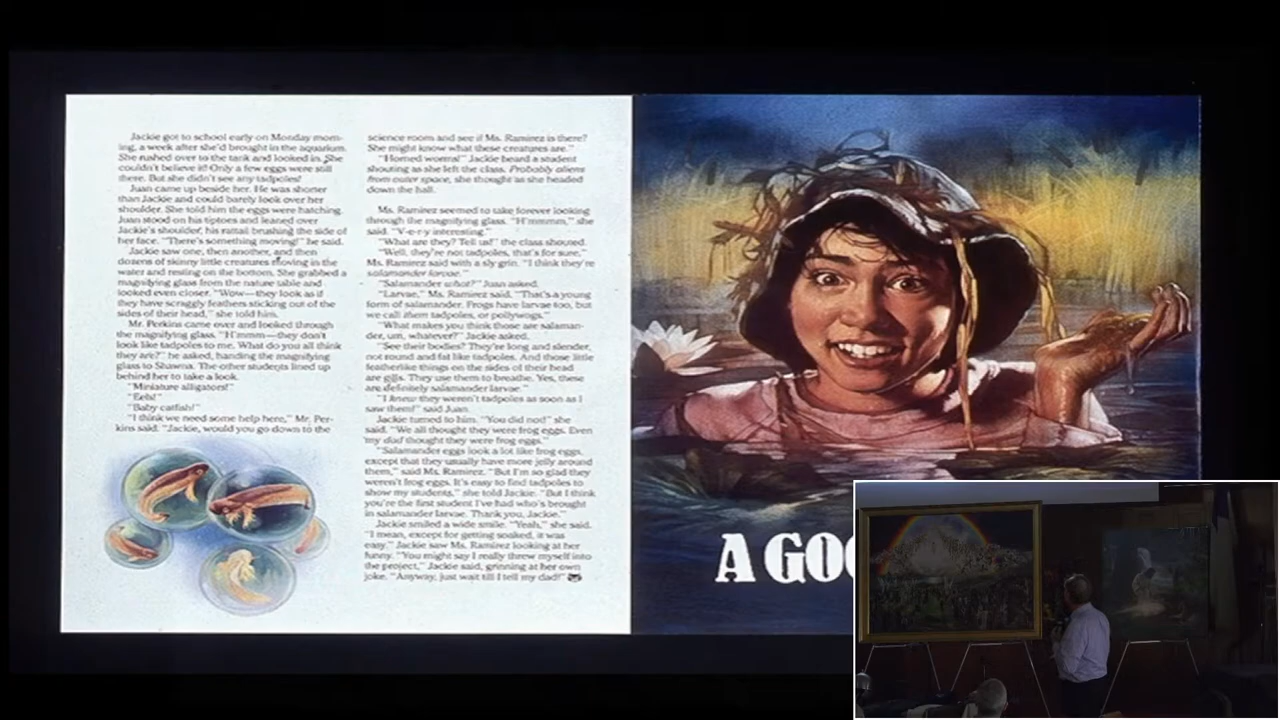 Jackie got to school early on Monday morn-
ing, a week after she'd brought in the aquarium.
She rushed over to the tank and looked in. She
couldn't believe it! Only a few eggs were still
there. But she didn't see any tadpoles!
Juan came up beside her. He was shorter
than Jackie and could barely look over her
shoulder. She told him the eggs were hatching.
Juan stood on his tiptoes and leaned over
Jackie's shoulder, his rattail brushing the side of
her face. "There's something moving!" he said.
Jackie saw one, then another, and then
dozens of skinny little creatures moving in the
water and resting on the bottom. She grabbed a
magnifying glass from the nature table and
looked even closer. "Wow—they look as if
they have scraggly feathers sticking out of the
sides of their head," she told him.
Mr. Perkins came over and looked through
the magnifying glass. "H'mmm—they don't
look like tadpoles to me. What do you all think
they are?" he asked, handing the magnifying
glass to Shawna. The other students lined up
behind her to take a look.
"Miniature alligators!"
"Eels!"
"Baby catfish!"
"I think we need some help here," Mr. Per-
kins said. "Jackie, would you go down to the
science room and see if Ms. Ramirez is there?
She might know what these creatures are."
"Horned worms!" Jackie heard a student
shouting as she left the class. Probably aliens
from outer space, she thought as she headed
down the hall.
Ms. Ramirez seemed to take forever looking
through the magnifying glass. "H'mmmm," she
said. "V-e-r-y interesting."
"What are they? Tell us!" the class shouted.
"Well, they're not tadpoles, that's for sure,"
Ms. Ramirez said with a sly grin. "I think they're
salamander larvae."
"Salamander what?" Juan asked.
"Larvae," Ms. Ramirez said. "That's a young
form of salamander. Frogs have larvae too, but
we call them tadpoles, or pollywogs."
"What makes you think those are salaman-
der, um, whatever?" Jackie asked.
"See their bodies? They're long and slender,
not round and fat like tadpoles. And those little
featherlike things on the sides of their head
are gills. They use them to breathe. Yes, these
are definitely salamander larvae."
"I knew they weren't tadpoles as soon as I
saw them!" said Juan.
Jackie turned to him. "You did not!" she
said. "We all thought they were frog eggs. Even
my dad thought they were frog eggs."
"Salamander eggs look a lot like frog eggs,
except that they usually have more jelly around
them," said Ms. Ramirez. "But I'm so glad they
weren't frog eggs. It's easy to find tadpoles to
show my students," she told Jackie. "But I think
you're the first student I've had who's brought
in salamander larvae. Thank you, Jackie."
Jackie smiled a wide smile. "Yeah," she said.
"I mean, except for getting soaked, it was
easy." Jackie saw Ms. Ramirez looking at her
funny. "You might say I really threw myself into
the project," Jackie said, grinning at her own
joke. "Anyway, just wait till I tell my dad!"
A GOO